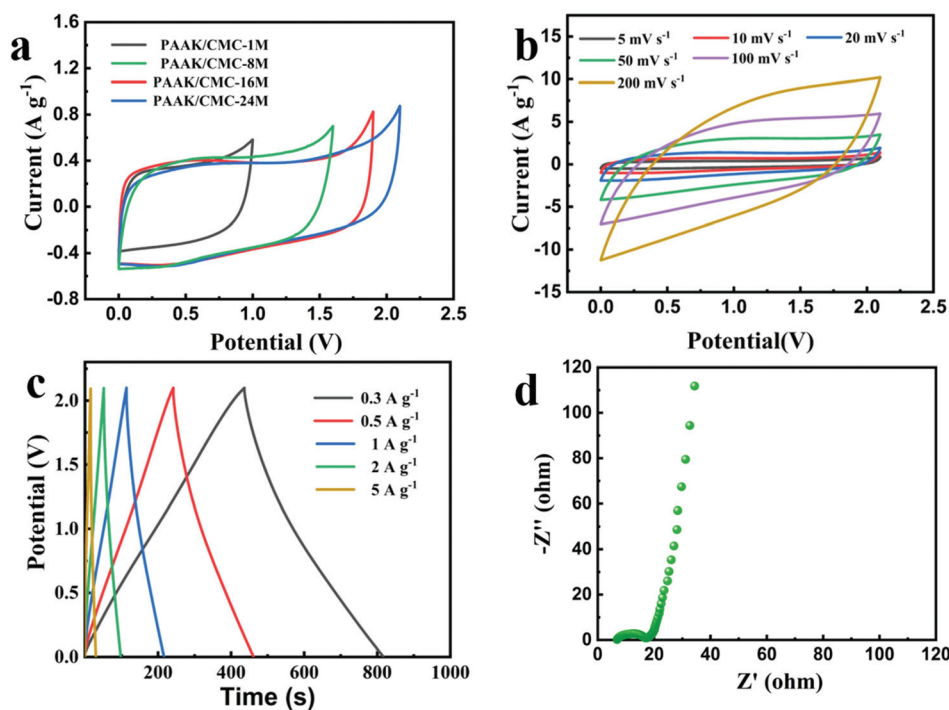 a
PAAK/CMC-1M
PAAK/CMC-8M
PAAK/CMC-16M
PAAK/CMC-24M
Current (A g⁻¹)
1.6
1.2
0.8
0.4
0.0
-0.4
-0.8
0.0 0.5 1.0 1.5 2.0 2.5
Potential (V)
b
5 mV s⁻¹ 10 mV s⁻¹ 20 mV s⁻¹
50 mV s⁻¹ 100 mV s⁻¹
200 mV s⁻¹
Current (A g⁻¹)
15
10
5
0
-5
-10
-15
0.0 0.5 1.0 1.5 2.0 2.5
Potential(V)
c
0.3 A g⁻¹
0.5 A g⁻¹
1 A g⁻¹
2 A g⁻¹
5 A g⁻¹
Potential (V)
2.0
1.5
1.0
0.5
0.0
200 400 600 800 1000
Time (s)
d
-Z'' (ohm)
120
100
80
60
40
20
0
0 20 40 60 80 100 120
Z' (ohm)